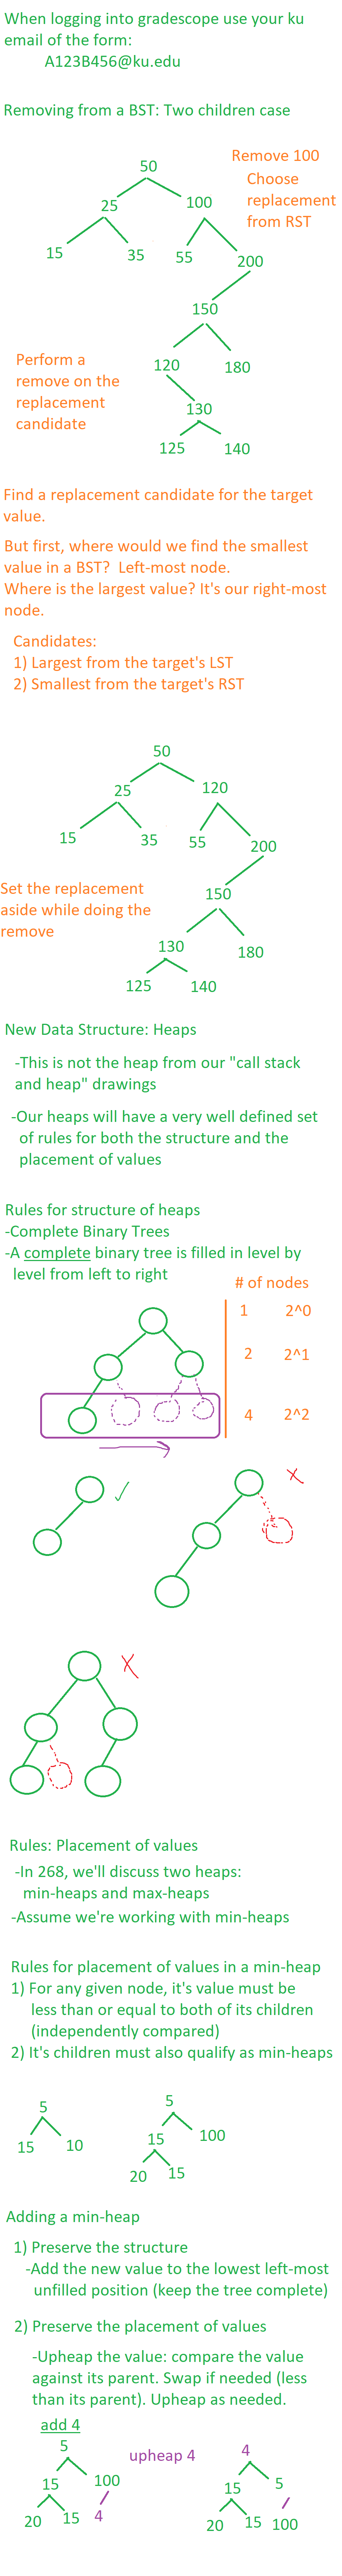 When logging into gradescope use your ku
email of the form:
A123B456@ku.edu
Removing from a BST: Two children case
Remove 100
Choose
replacement
from RST
50
25 100
15 35 55 200
150
120 180
130
125 140
Perform a
remove on the
replacement
candidate
Find a replacement candidate for the target
value.
But first, where would we find the smallest
value in a BST?  Left-most node.
Where is the largest value? It's our right-most
node.
Candidates:
1) Largest from the target's LST
2) Smallest from the target's RST
50
25 120
15 35 55 200
150
130 180
125 140
Set the replacement
aside while doing the
remove
New Data Structure: Heaps
-This is not the heap from our "call stack
and heap" drawings
-Our heaps will have a very well defined set
of rules for both the structure and the
placement of values
Rules for structure of heaps
-Complete Binary Trees
-A complete binary tree is filled in level by
level from left to right
# of nodes
1 2^0
2 2^1
4 2^2
Rules: Placement of values
-In 268, we'll discuss two heaps:
min-heaps and max-heaps
-Assume we're working with min-heaps
Rules for placement of values in a min-heap
1) For any given node, it's value must be
less than or equal to both of its children
(independently compared)
2) It's children must also qualify as min-heaps
5
15 10
5
15 100
20 15
Adding a min-heap
1) Preserve the structure
-Add the new value to the lowest left-most
unfilled position (keep the tree complete)
2) Preserve the placement of values
-Upheap the value: compare the value
against its parent. Swap if needed (less
than its parent). Upheap as needed.
add 4
5
15 100
20 15 4
upheap 4
4
15 5
20 15 100